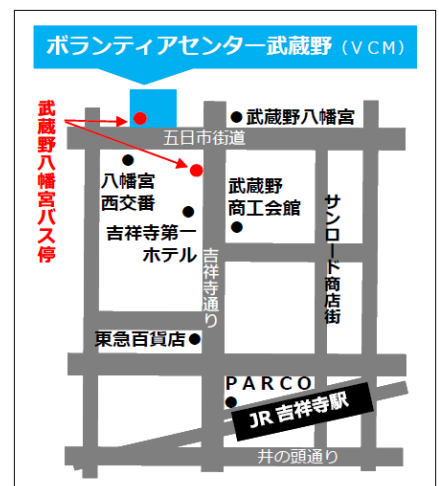 ボランティアセンター武蔵野（ＶＣＭ）
武蔵野八幡宮バス停
武蔵野八幡宮
五日市街道
八幡宮
西交番
武蔵野
商工会館
吉祥寺第一
ホテル
サンロード商店街
吉祥寺通り
東急百貨店
ＰＡＲＣＯ
JR 吉祥寺駅
井の頭通り